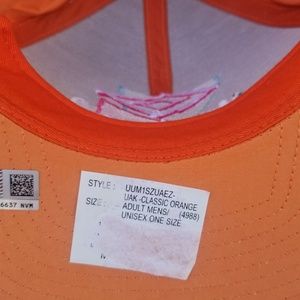 STYLE: UUM1SZUAEZ-
UAK -CLASSIC ORANGE
SIZE: ADULT MENS/ (4988)
UNISEX ONE SIZE
6637 NVM